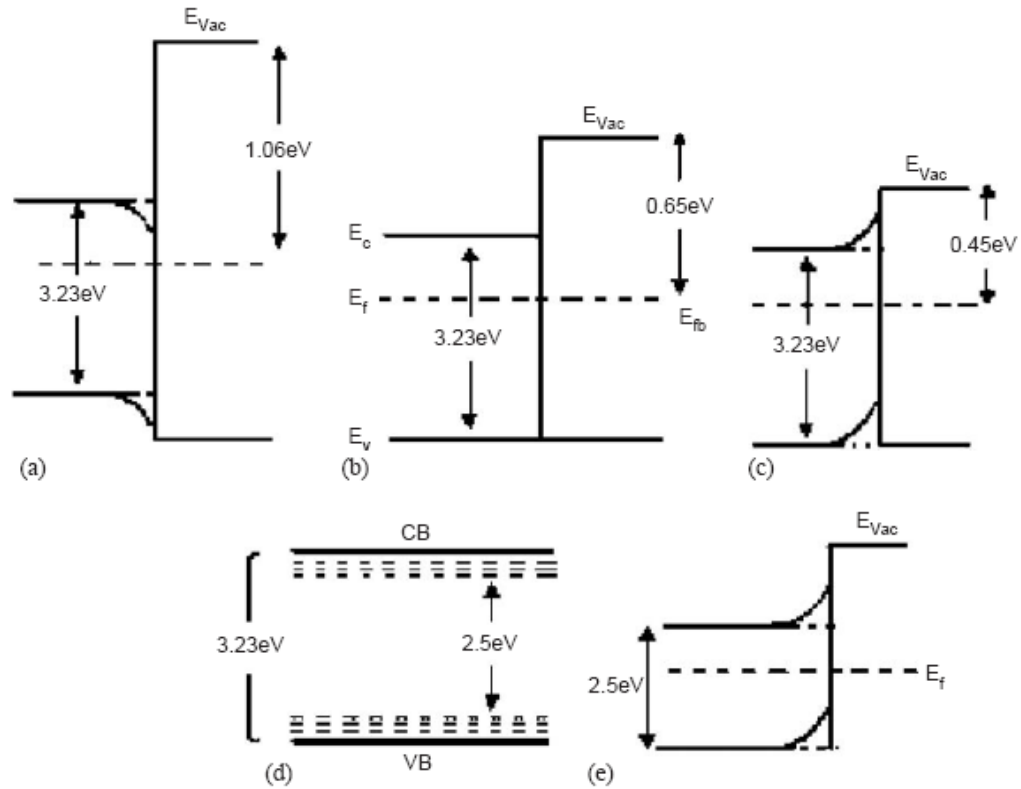 E_Vac
1.06eV
3.23eV
(a)
E_Vac
0.65eV
E_c
E_f
E_fb
3.23eV
E_v
(b)
E_Vac
0.45eV
3.23eV
(c)
CB
3.23eV
2.5eV
VB
(d)
E_Vac
2.5eV
E_f
(e)